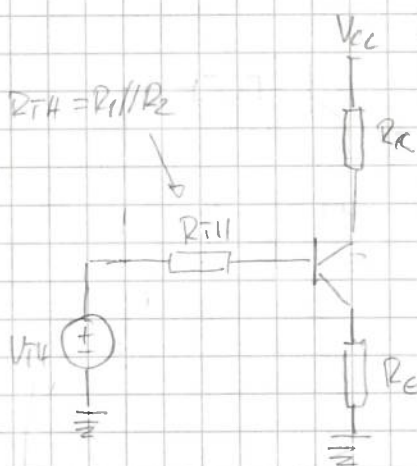 VCC
RTH = R1//R2
RC
RTH
VTH
+
RE